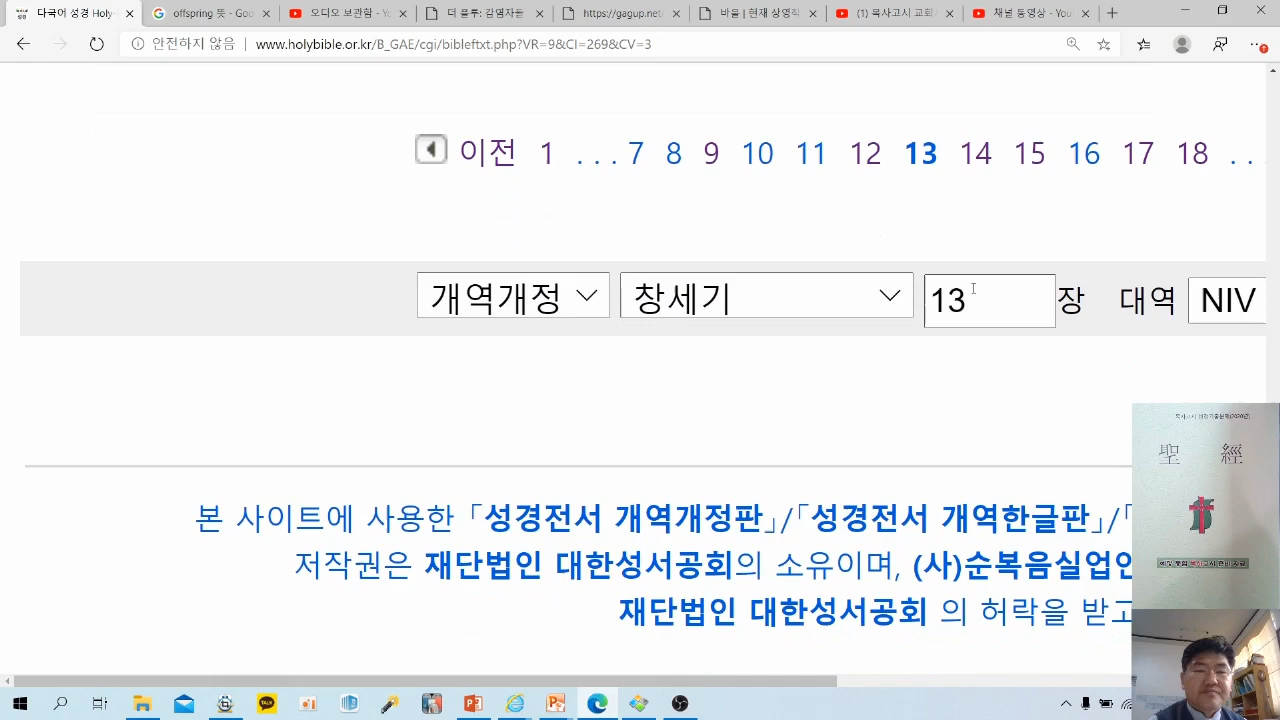 다국어 성경 Holy-
offspring 뜻 - Goo
오디오 보관함 - Yo
더 플루: 감염자들
https://gagup.net
바울 | 현재 상영작
(1) 목사고시 교회
채널 동영상 - You
안전하지 않음 | www.holybible.or.kr/B_GAE/cgi/bibleftxt.php?VR=9&CI=269&CV=3
이전 1 ... 7 8 9 10 11 12 13 14 15 16 17 18 ..
개역개정 창세기 13 장 대역 NIV
본 사이트에 사용한 「성경전서 개역개정판」/「성경전서 개역한글판」/「
저작권은 재단법인 대한성서공회의 소유이며, (사)순복음실업인
재단법인 대한성서공회 의 허락을 받고
聖 經